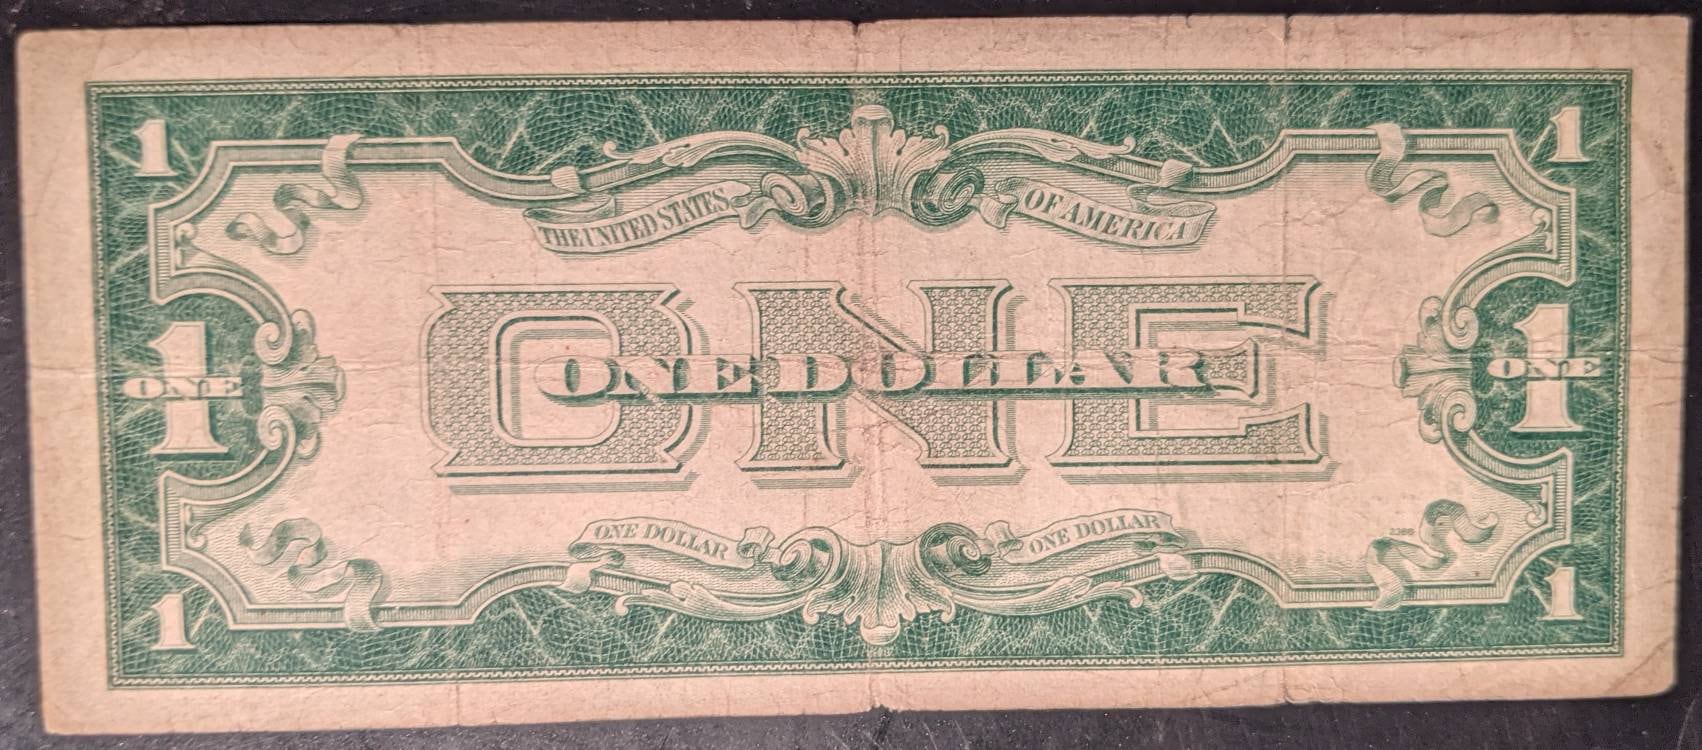 1 1
THE UNITED STATES OF AMERICA
ONE
1 ONE 1 ONE
ONE DOLLAR
ONE DOLLAR ONE DOLLAR
1 1